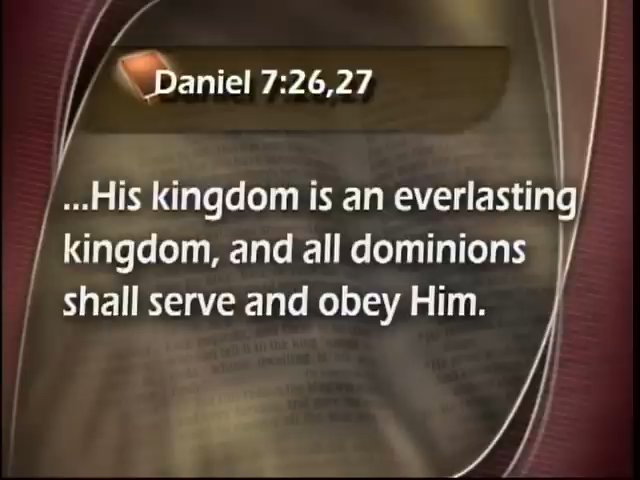 Daniel 7:26,27
...His kingdom is an everlasting
kingdom, and all dominions
shall serve and obey Him.